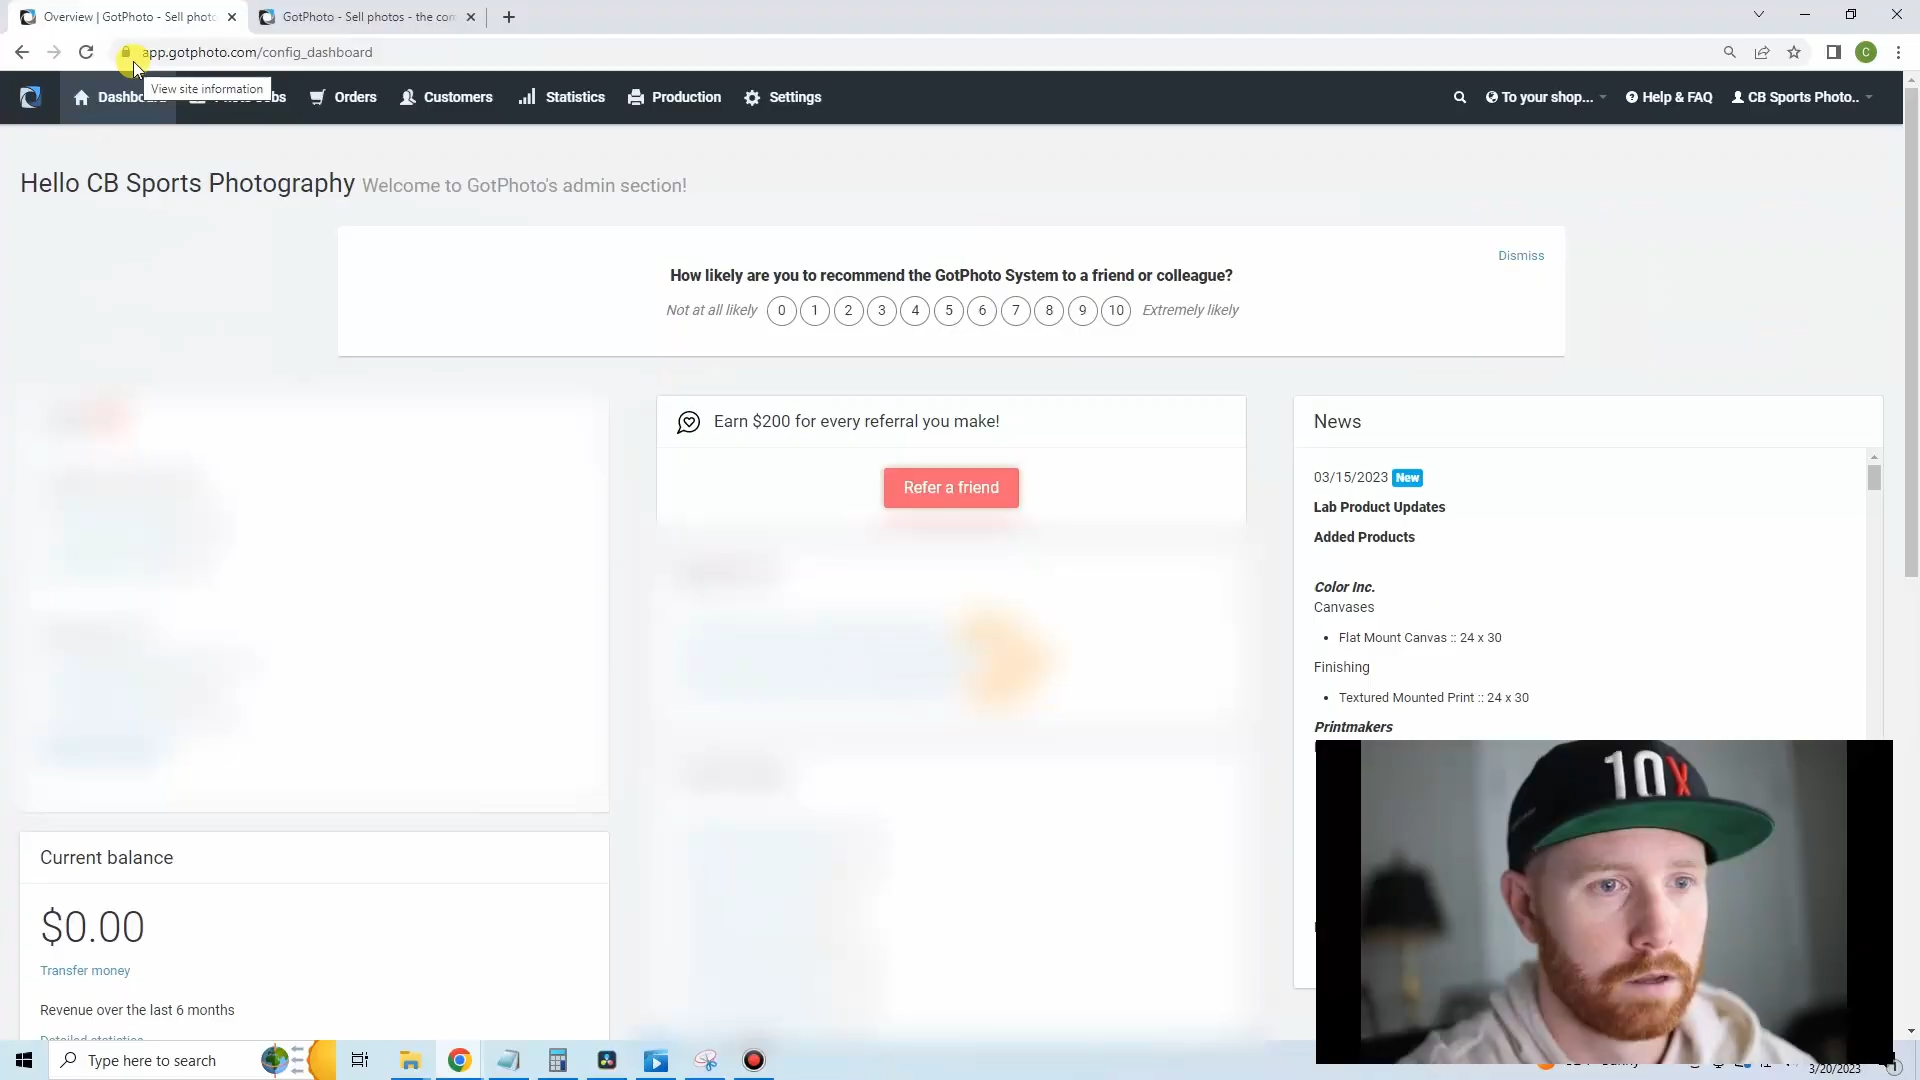 Overview | GotPhoto - Sell photo
GotPhoto - Sell photos - the com
app.gotphoto.com/config_dashboard
C
View site information
Orders
Customers
Statistics
Production
Settings
To your shop...
Help & FAQ
CB Sports Photo..
Hello CB Sports Photography Welcome to GotPhoto's admin section!
Dismiss
How likely are you to recommend the GotPhoto System to a friend or colleague?
Not at all likely 0 1 2 3 4 5 6 7 8 9 10 Extremely likely
Earn $200 for every referral you make!
Refer a friend
News
03/15/2023 New
Lab Product Updates
Added Products
Color Inc.
Canvases
• Flat Mount Canvas :: 24 x 30
Finishing
• Textured Mounted Print :: 24 x 30
Printmakers
10X
Current balance
$0.00
Transfer money
Revenue over the last 6 months
Detailed statistics
Type here to search
3/20/2023